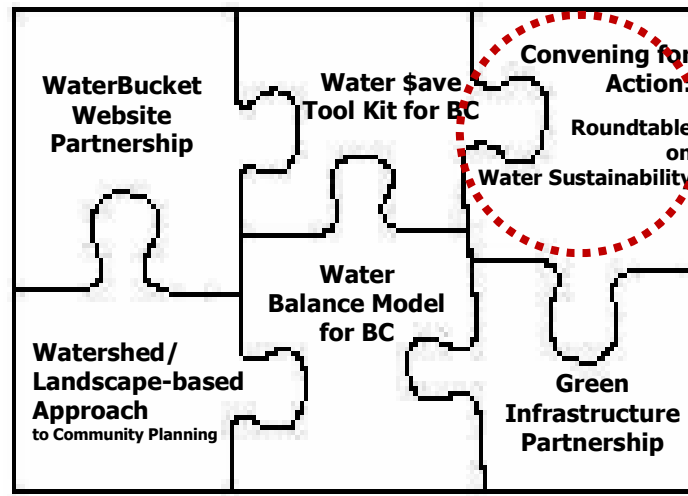 WaterBucket
Website
Partnership
Water $ave
Tool Kit for BC
Convening for
Action:
Roundtable
on
Water Sustainability
Watershed/
Landscape-based
Approach
to Community Planning
Water
Balance Model
for BC
Green
Infrastructure
Partnership